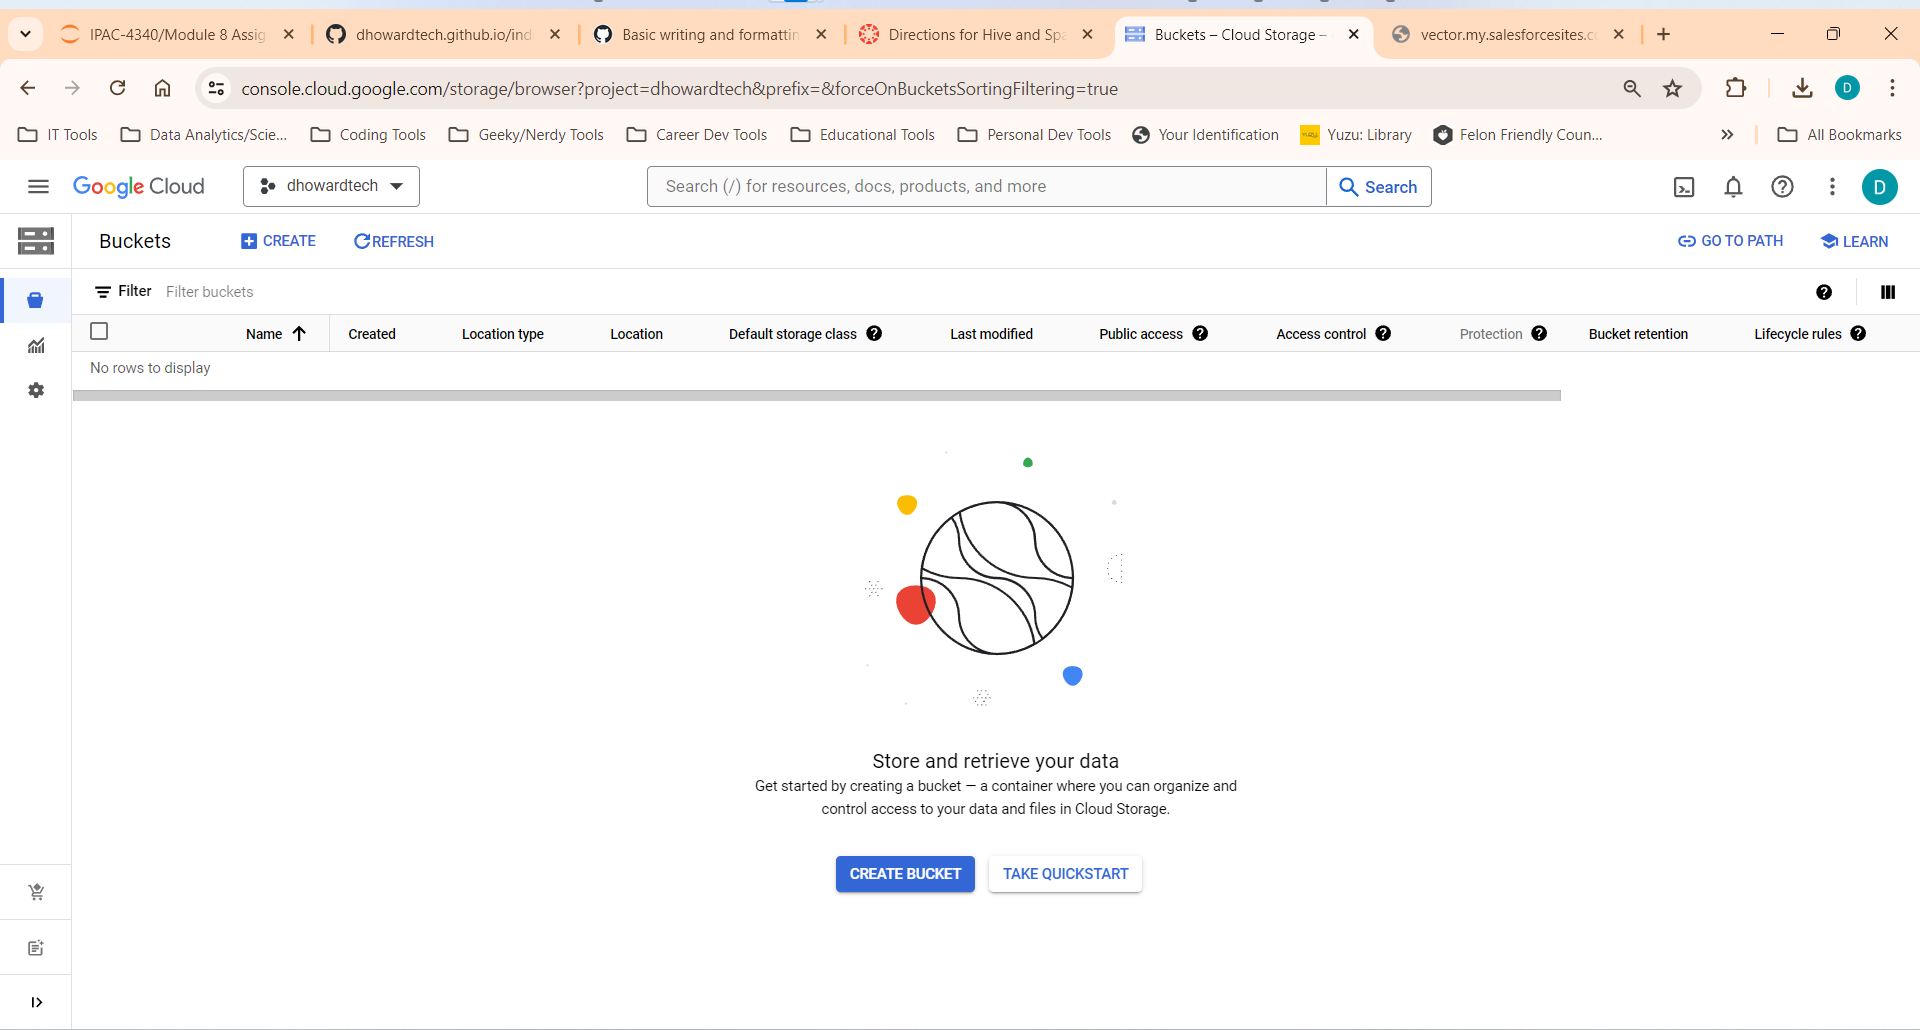 IPAC-4340/Module 8 Assig
dhowardtech.github.io/ind
Basic writing and formattin
Directions for Hive and Spa
Buckets – Cloud Storage –
vector.my.salesforcesites.c
console.cloud.google.com/storage/browser?project=dhowardtech&prefix=&forceOnBucketsSortingFiltering=true
D
IT Tools
Data Analytics/Scie...
Coding Tools
Geeky/Nerdy Tools
Career Dev Tools
Educational Tools
Personal Dev Tools
Your Identification
Yuzu: Library
Felon Friendly Coun...
All Bookmarks
Google Cloud
dhowardtech
Search (/) for resources, docs, products, and more
Search
D
Buckets
CREATE
REFRESH
GO TO PATH
LEARN
Filter
Filter buckets
Name
Created
Location type
Location
Default storage class
Last modified
Public access
Access control
Protection
Bucket retention
Lifecycle rules
No rows to display
Store and retrieve your data
Get started by creating a bucket — a container where you can organize and
control access to your data and files in Cloud Storage.
CREATE BUCKET
TAKE QUICKSTART